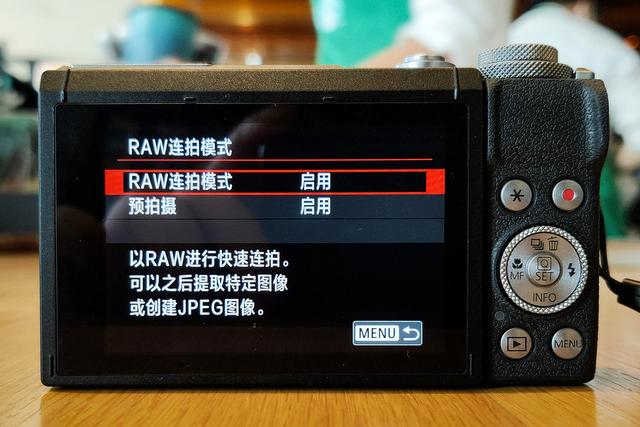 RAW连拍模式
RAW连拍模式 启用
预拍摄 启用
以RAW进行快速连拍。
可以之后提取特定图像
或创建JPEG图像。
MENU
MF
SET
INFO
MENU